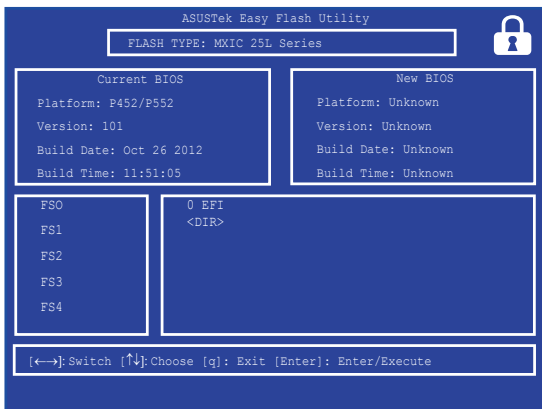 ASUSTek Easy Flash Utility
FLASH TYPE: MXIC 25L Series
Current BIOS
Platform: P452/P552
Version: 101
Build Date: Oct 26 2012
Build Time: 11:51:05
New BIOS
Platform: Unknown
Version: Unknown
Build Date: Unknown
Build Time: Unknown
FSO
FS1
FS2
FS3
FS4
0 EFI
<DIR>
[←→]: Switch [↑↓]: Choose [q]: Exit [Enter]: Enter/Execute